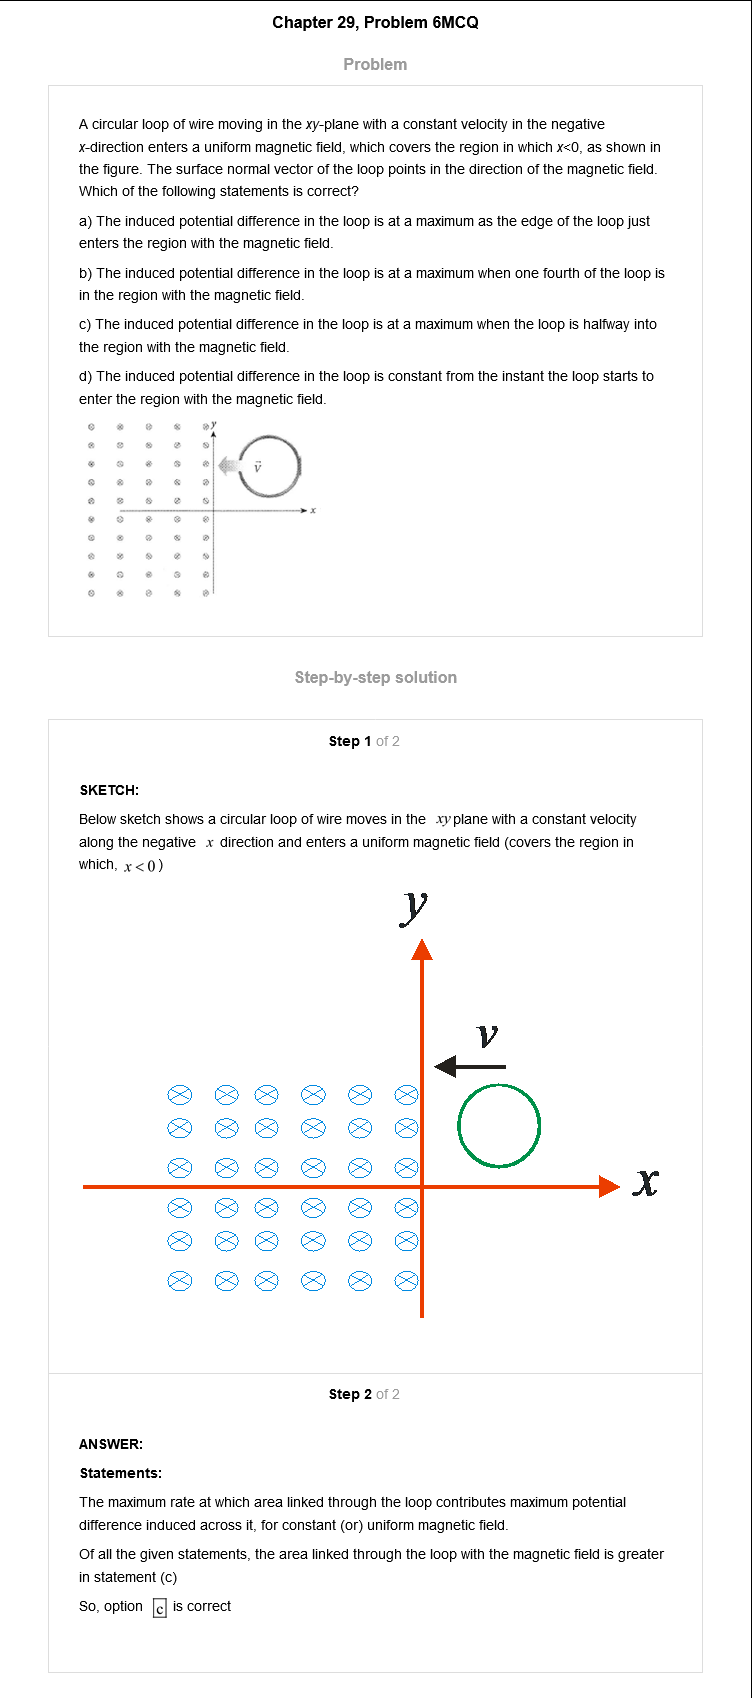 Chapter 29, Problem 6MCQ
Problem
A circular loop of wire moving in the xy-plane with a constant velocity in the negative
x-direction enters a uniform magnetic field, which covers the region in which x<0, as shown in
the figure. The surface normal vector of the loop points in the direction of the magnetic field.
Which of the following statements is correct?
a) The induced potential difference in the loop is at a maximum as the edge of the loop just
enters the region with the magnetic field.
b) The induced potential difference in the loop is at a maximum when one fourth of the loop is
in the region with the magnetic field.
c) The induced potential difference in the loop is at a maximum when the loop is halfway into
the region with the magnetic field.
d) The induced potential difference in the loop is constant from the instant the loop starts to
enter the region with the magnetic field.
y
v⃗
x
Step-by-step solution
Step 1 of 2
SKETCH:
Below sketch shows a circular loop of wire moves in the xy plane with a constant velocity
along the negative x direction and enters a uniform magnetic field (covers the region in
which, x < 0 )
y
v
x
Step 2 of 2
ANSWER:
Statements:
The maximum rate at which area linked through the loop contributes maximum potential
difference induced across it, for constant (or) uniform magnetic field.
Of all the given statements, the area linked through the loop with the magnetic field is greater
in statement (c)
So, option c is correct